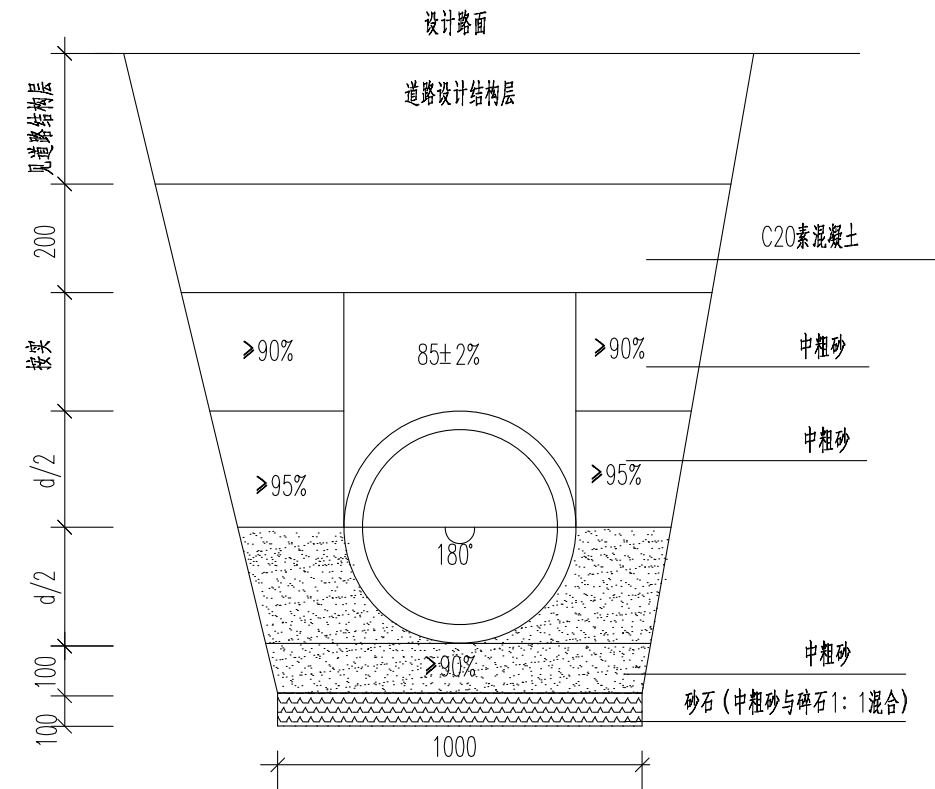 设计路面
道路设计结构层
见道路结构层
200
C20素混凝土
按实
≥90%
85±2%
≥90%
中粗砂
中粗砂
d/2
≥95%
≥95%
180°
d/2
中粗砂
≥90%
100
砂石（中粗砂与碎石1：1混合）
100
1000